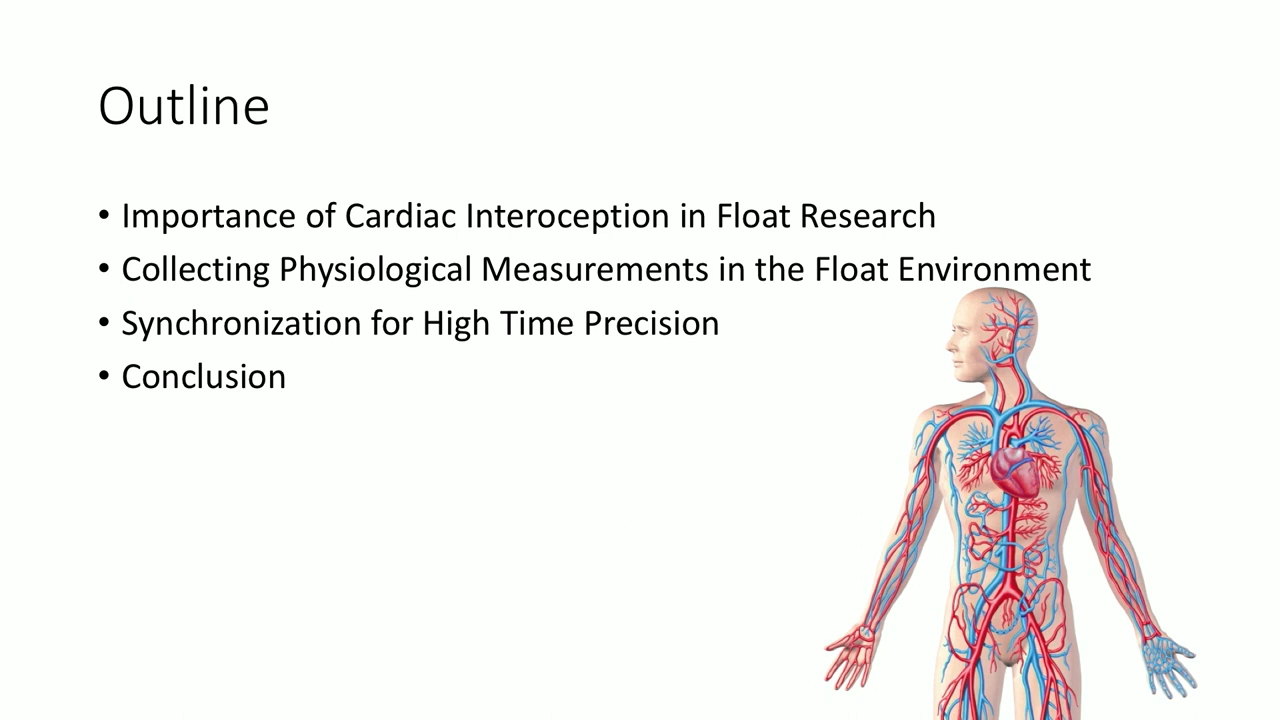 Outline
• Importance of Cardiac Interoception in Float Research
• Collecting Physiological Measurements in the Float Environment
• Synchronization for High Time Precision
• Conclusion